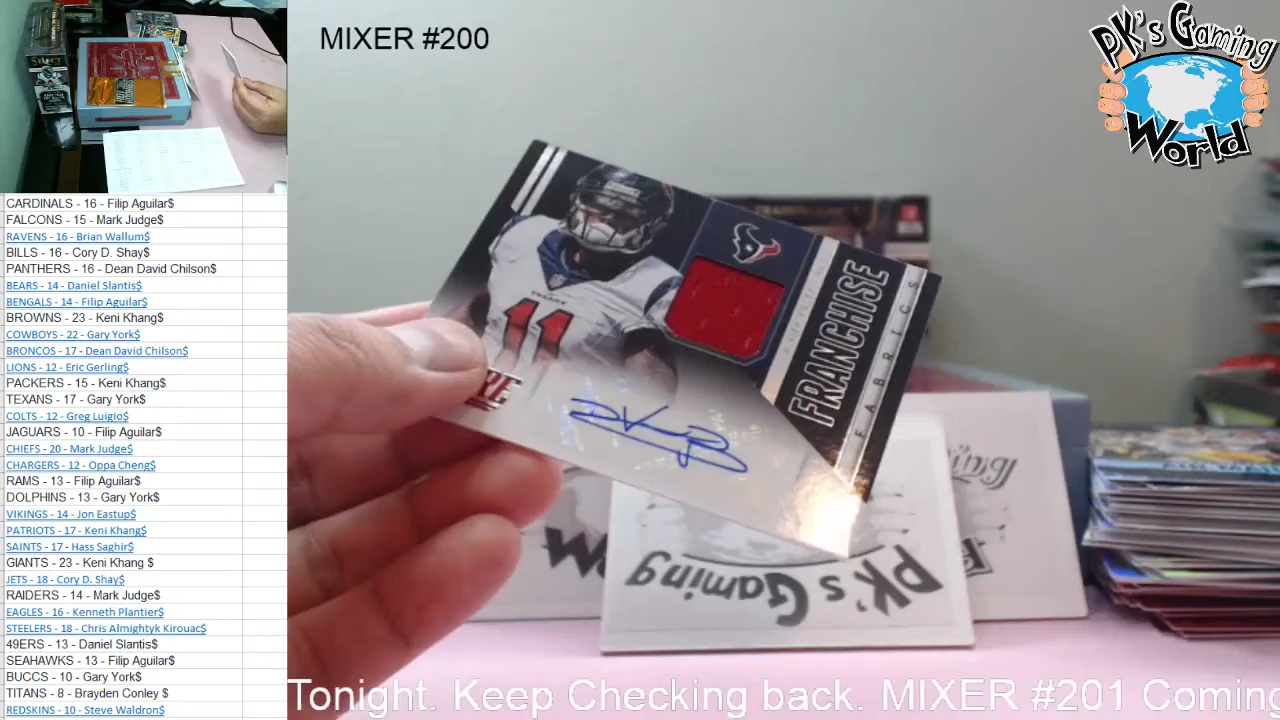 MIXER #200
PK's Gaming World
CARDINALS - 16 - Filip Aguilar$
FALCONS - 15 - Mark Judge$
RAVENS - 16 - Brian Wallum$
BILLS - 16 - Cory D. Shay$
PANTHERS - 16 - Dean David Chilson$
BEARS - 14 - Daniel Slantis$
BENGALS - 14 - Filip Aguilar$
BROWNS - 23 - Keni Khang$
COWBOYS - 22 - Gary York$
BRONCOS - 17 - Dean David Chilson$
LIONS - 12 - Eric Gerling$
PACKERS - 15 - Keni Khang$
TEXANS - 17 - Gary York$
COLTS - 12 - Greg Luigio$
JAGUARS - 10 - Filip Aguilar$
CHIEFS - 20 - Mark Judge$
CHARGERS - 12 - Oppa Cheng$
RAMS - 13 - Filip Aguilar$
DOLPHINS - 13 - Gary York$
VIKINGS - 14 - Jon Eastup$
PATRIOTS - 17 - Keni Khang$
SAINTS - 17 - Hass Saghir$
GIANTS - 23 - Keni Khang $
JETS - 18 - Cory D. Shay$
RAIDERS - 14 - Mark Judge$
EAGLES - 16 - Kenneth Plantier$
STEELERS - 18 - Chris Almightyk Kirouac$
49ERS - 13 - Daniel Slantis$
SEAHAWKS - 13 - Filip Aguilar$
BUCCS - 10 - Gary York$
TITANS - 8 - Brayden Conley $
REDSKINS - 10 - Steve Waldron$
11
FRANCHISE
FABRICS
PK's Gaming
Tonight. Keep Checking back. MIXER #201 Coming